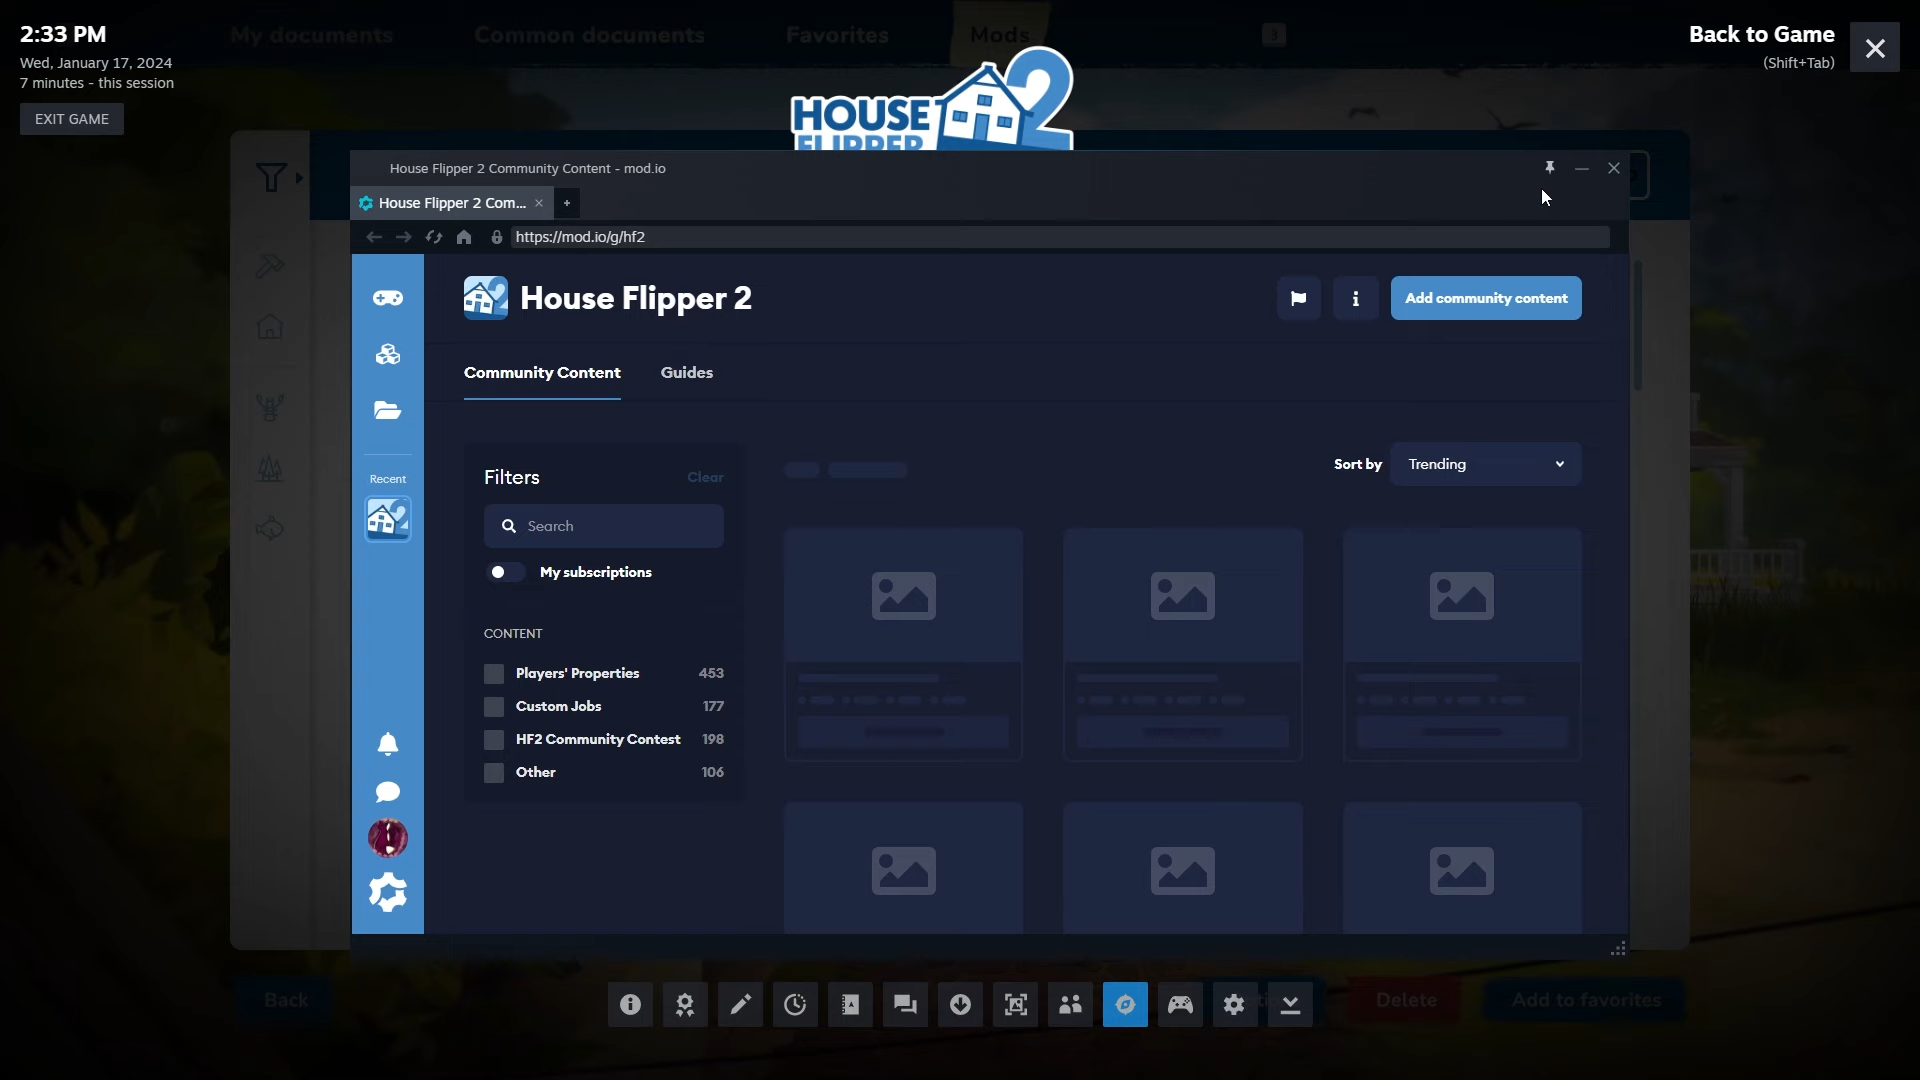 2:33 PM
Wed, January 17, 2024
7 minutes - this session
EXIT GAME
My documents
Common documents
Favorites
Mods
3
Back to Game
(Shift+Tab)
HOUSE 2
FLIPPER
House Flipper 2 Community Content - mod.io
House Flipper 2 Com...
https://mod.io/g/hf2
House Flipper 2
Add community content
Community Content
Guides
Filters
Clear
Sort by
Trending
Search
My subscriptions
Recent
CONTENT
Players' Properties 453
Custom Jobs 177
HF2 Community Contest 198
Other 106
Back
Delete
Add to favorites